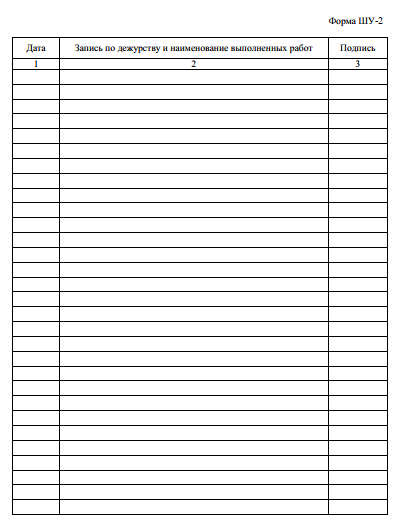 Форма ШУ-2
Дата Запись по дежурству и наименование выполненных работ Подпись
1 2 3